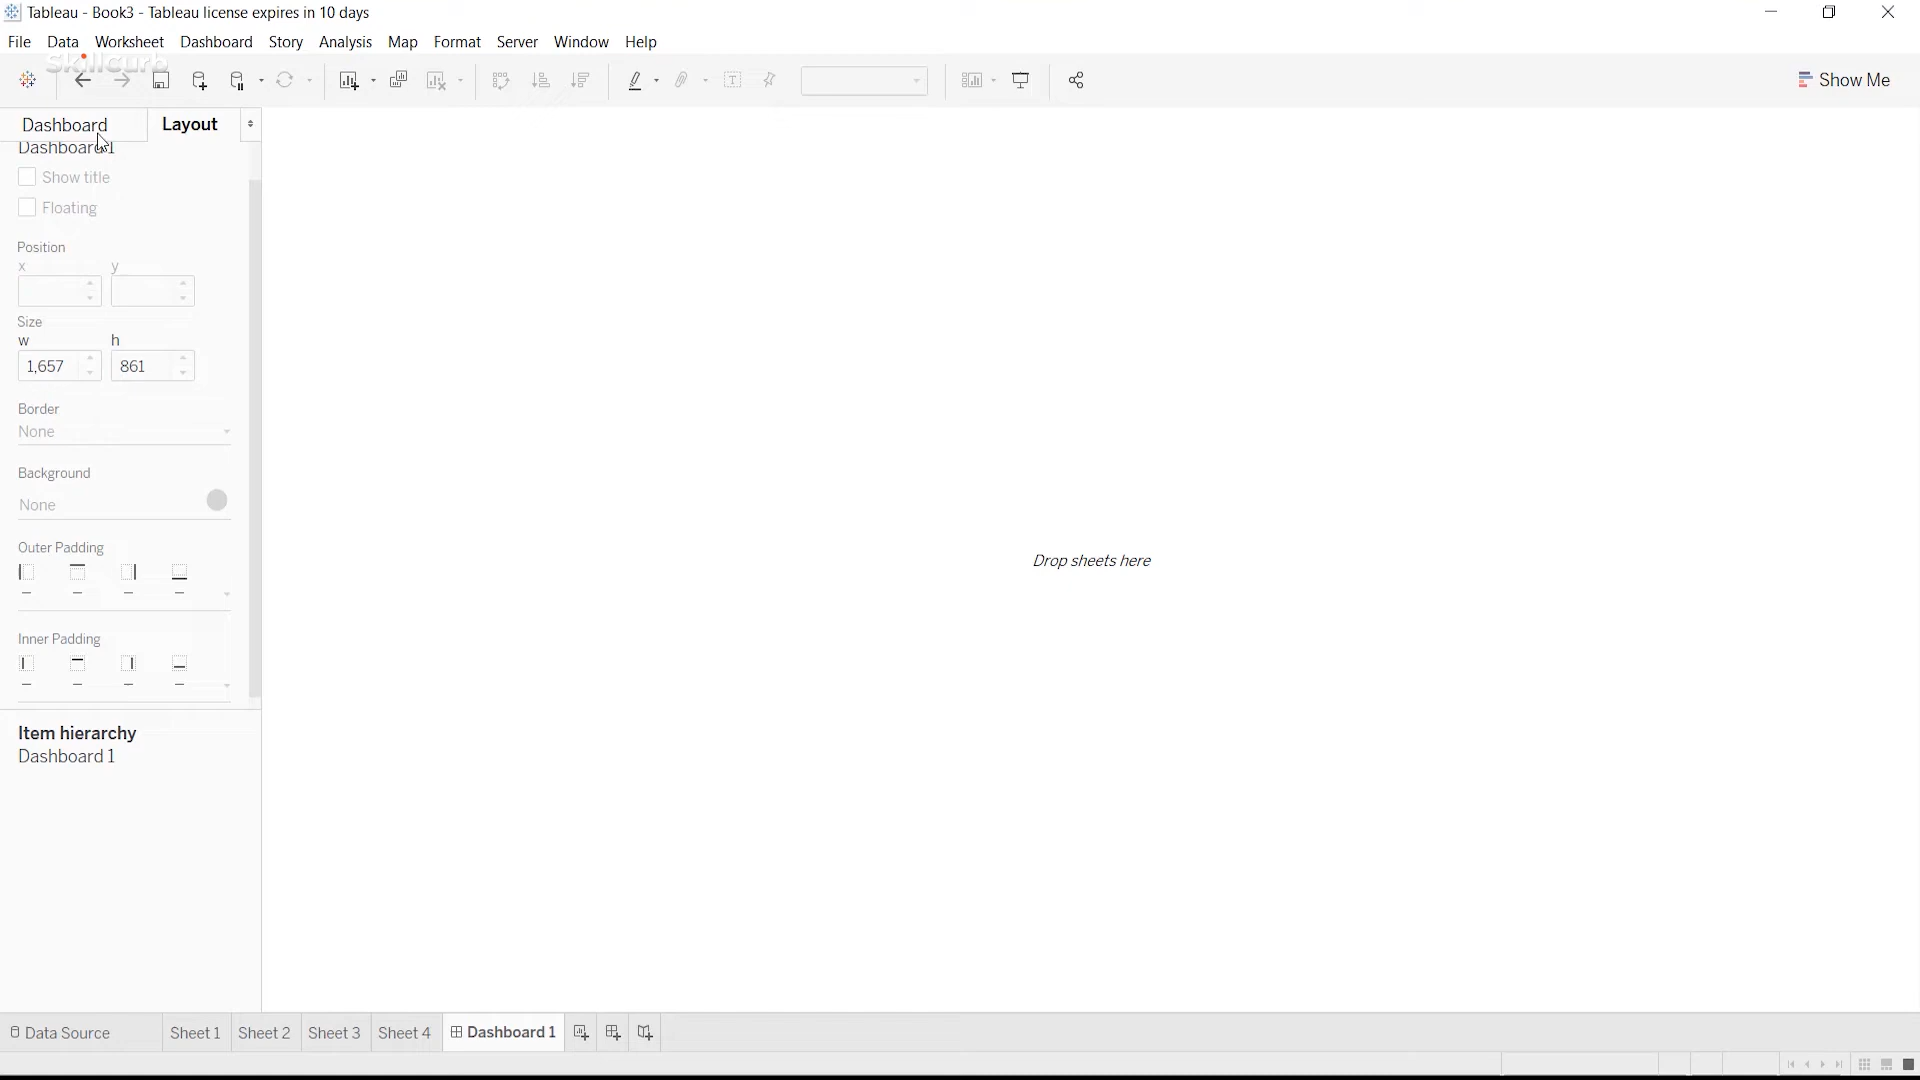 Tableau - Book3 - Tableau license expires in 10 days
File Data Worksheet Dashboard Story Analysis Map Format Server Window Help
Skillcurb
Show Me
Dashboard Layout
Dashboard 1
Show title
Floating
Position
x y
Size
w h
1,657 861
Border
None
Background
None
Outer Padding
Inner Padding
Item hierarchy
Dashboard 1
Drop sheets here
Data Source Sheet 1 Sheet 2 Sheet 3 Sheet 4 Dashboard 1